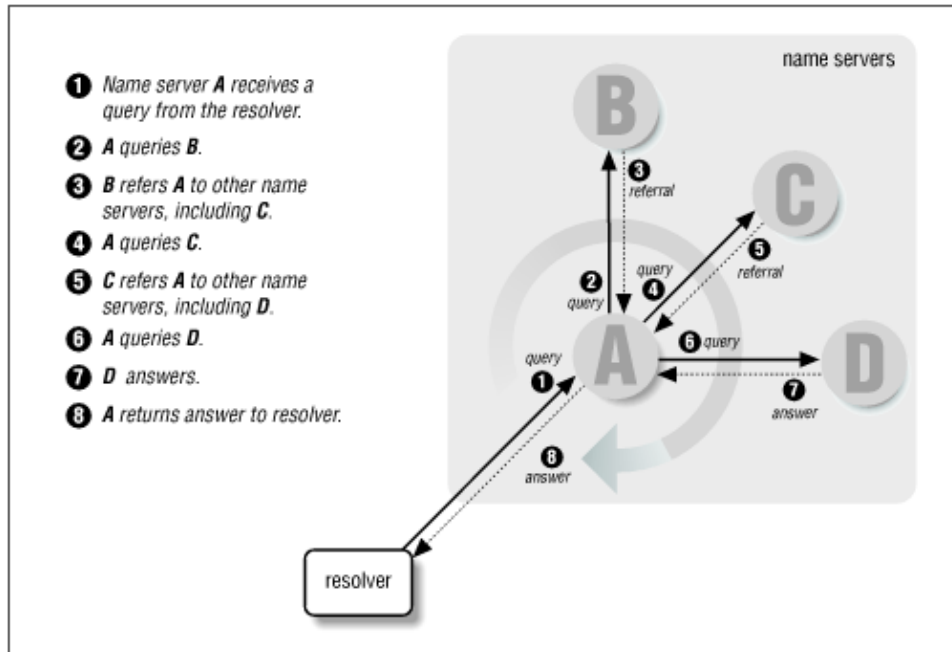 1 Name server A receives a
query from the resolver.
2 A queries B.
3 B refers A to other name
servers, including C.
4 A queries C.
5 C refers A to other name
servers, including D.
6 A queries D.
7 D answers.
8 A returns answer to resolver.
name servers
B
3
referral
C
5
referral
2
query
query
4
A
6 query
D
7
answer
query
1
8
answer
resolver